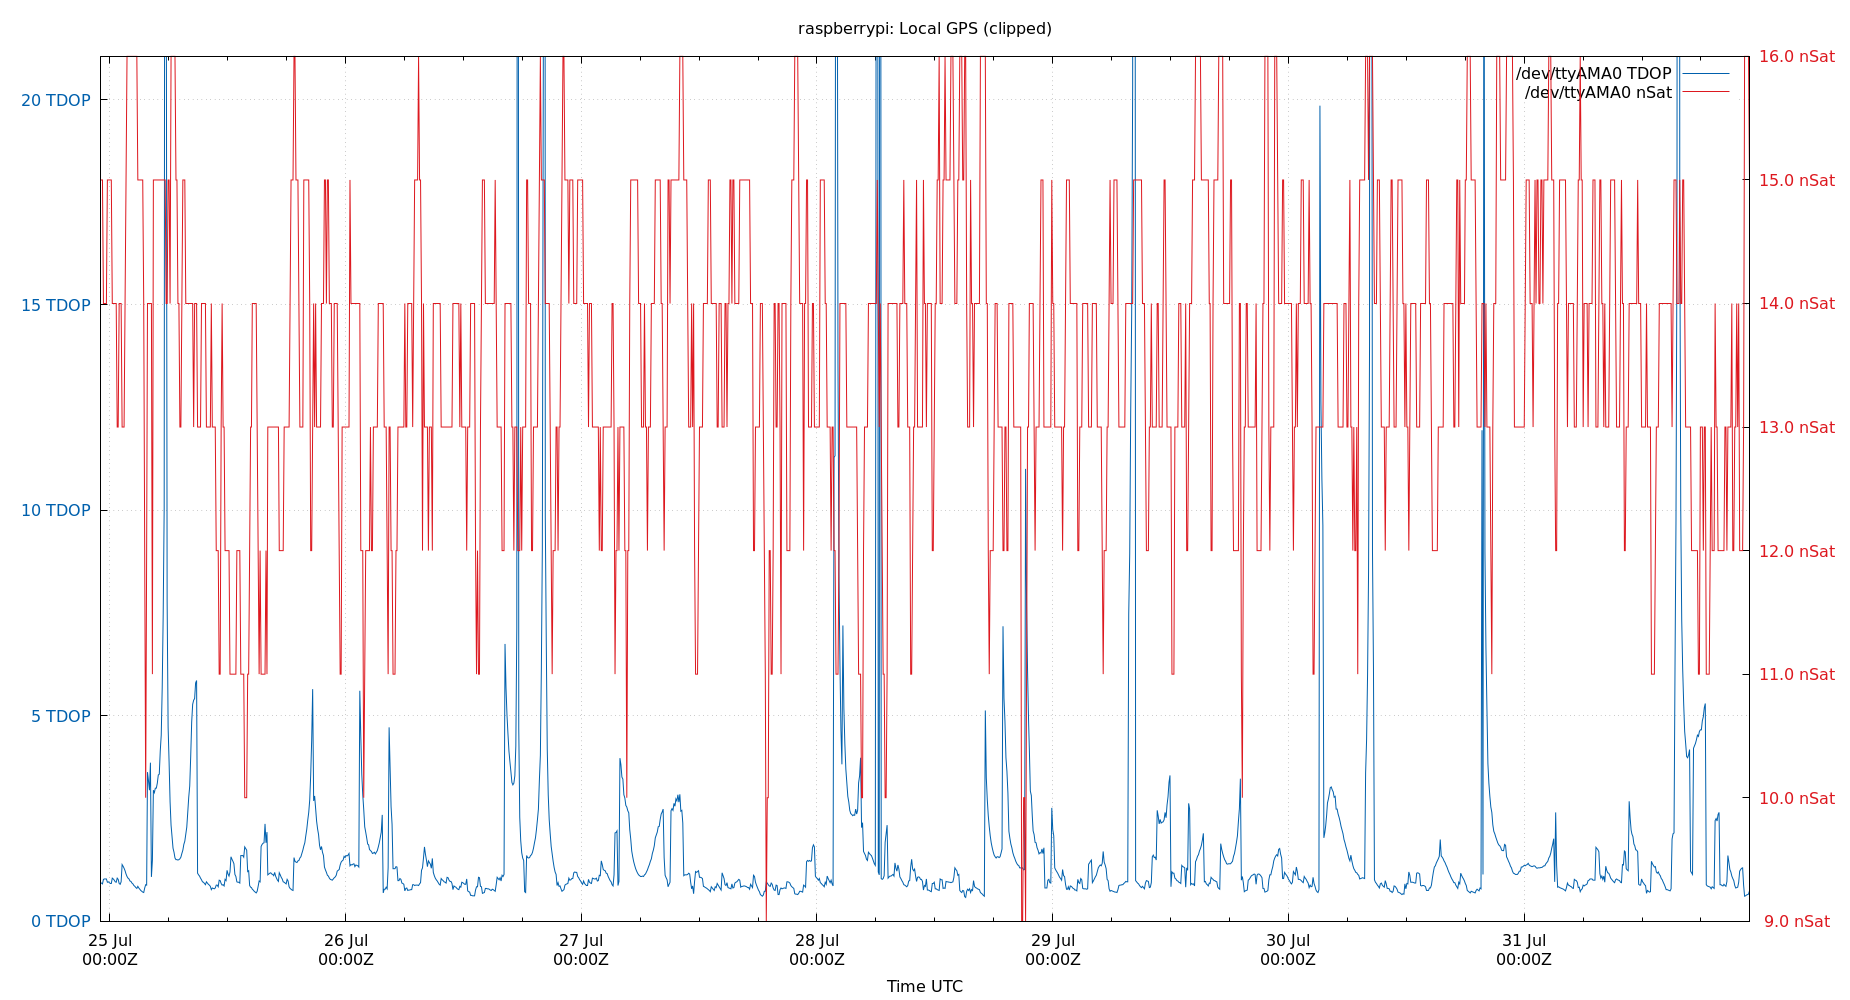 raspberrypi: Local GPS (clipped)
/dev/ttyAMA0 TDOP
/dev/ttyAMA0 nSat
20 TDOP
15 TDOP
10 TDOP
5 TDOP
0 TDOP
16.0 nSat
15.0 nSat
14.0 nSat
13.0 nSat
12.0 nSat
11.0 nSat
10.0 nSat
9.0 nSat
25 Jul
00:00Z
26 Jul
00:00Z
27 Jul
00:00Z
28 Jul
00:00Z
29 Jul
00:00Z
30 Jul
00:00Z
31 Jul
00:00Z
Time UTC